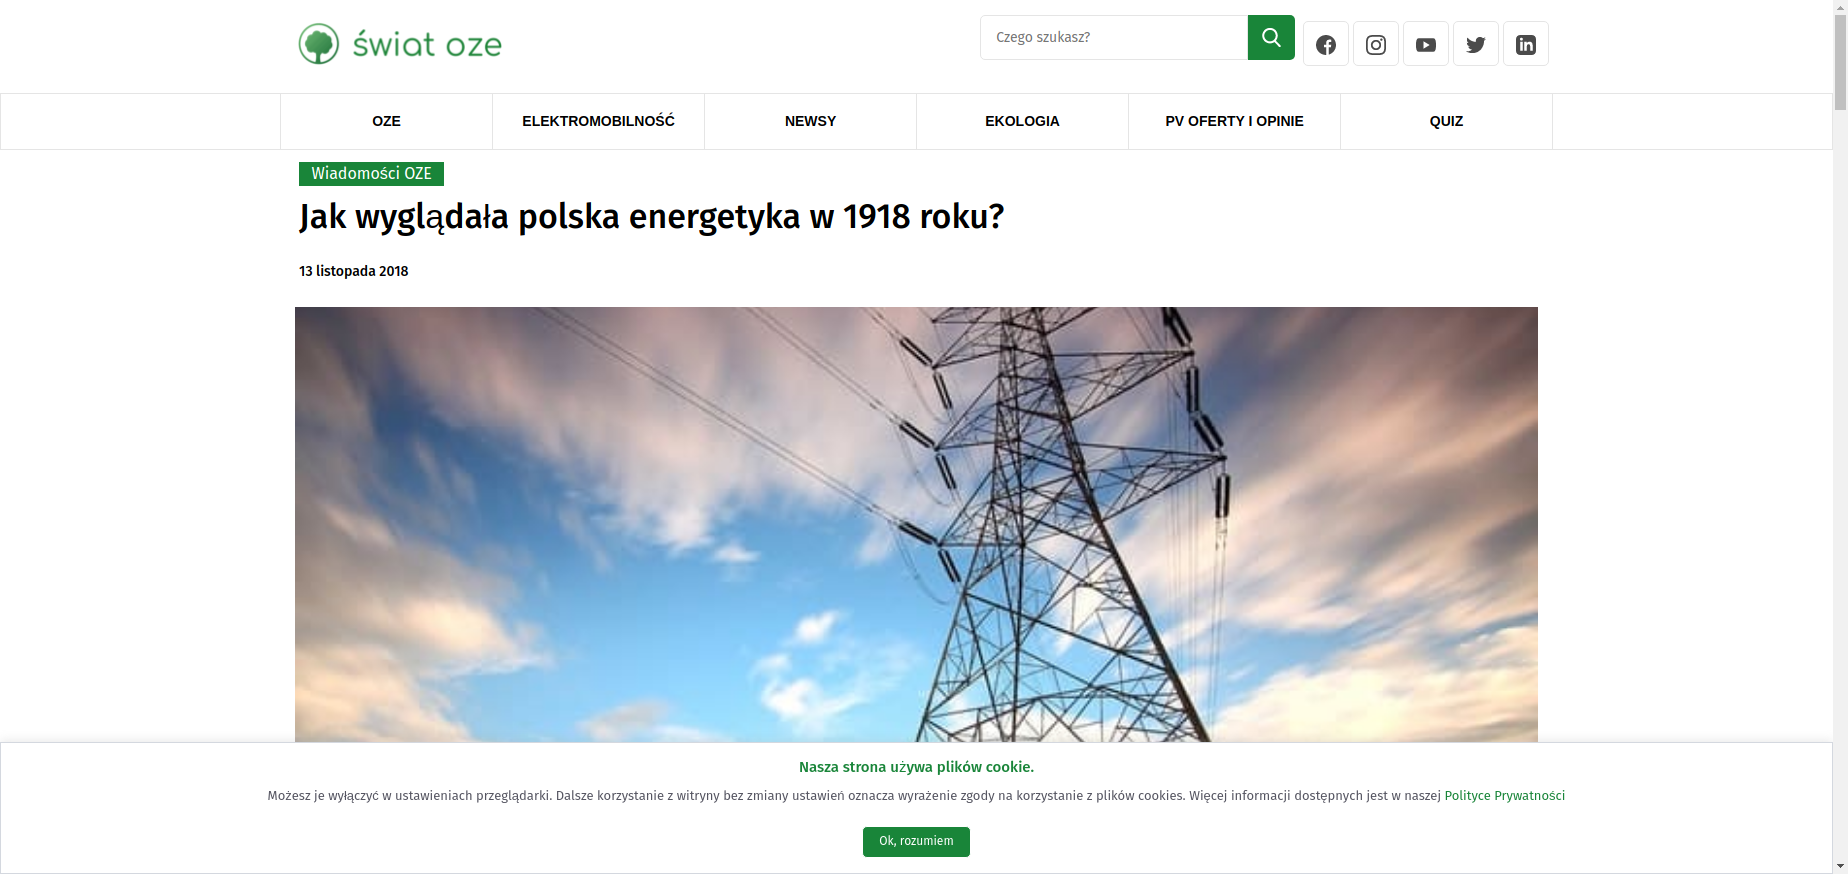 świat oze
Czego szukasz?
OZE
ELEKTROMOBILNOŚĆ
NEWSY
EKOLOGIA
PV OFERTY I OPINIE
QUIZ
Wiadomości OZE
Jak wyglądała polska energetyka w 1918 roku?
13 listopada 2018
Nasza strona używa plików cookie.
Możesz je wyłączyć w ustawieniach przeglądarki. Dalsze korzystanie z witryny bez zmiany ustawień oznacza wyrażenie zgody na korzystanie z plików cookies. Więcej informacji dostępnych jest w naszej Polityce Prywatności
Ok, rozumiem